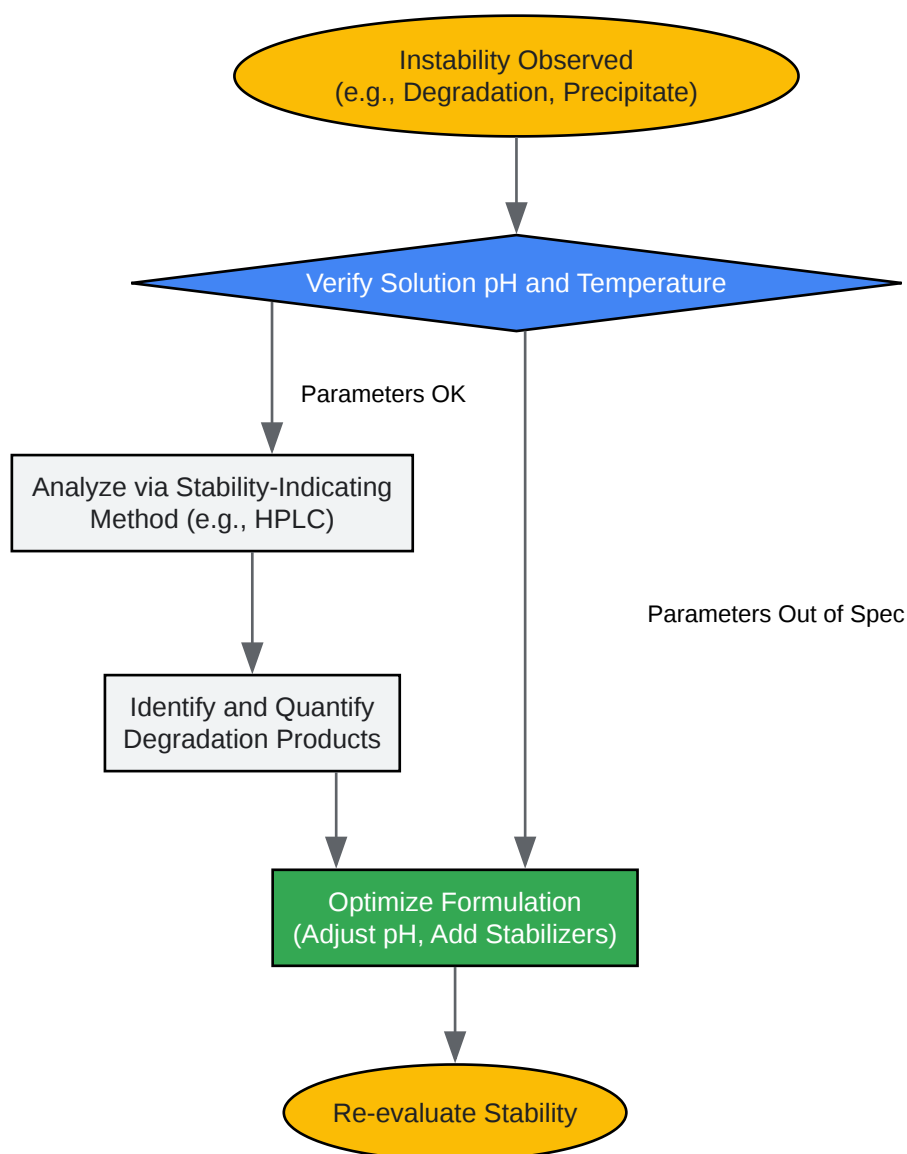 Instability Observed
(e.g., Degradation, Precipitate)
Verify Solution pH and Temperature
Parameters OK
Analyze via Stability-Indicating
Method (e.g., HPLC)
Parameters Out of Spec
Identify and Quantify
Degradation Products
Optimize Formulation
(Adjust pH, Add Stabilizers)
Re-evaluate Stability